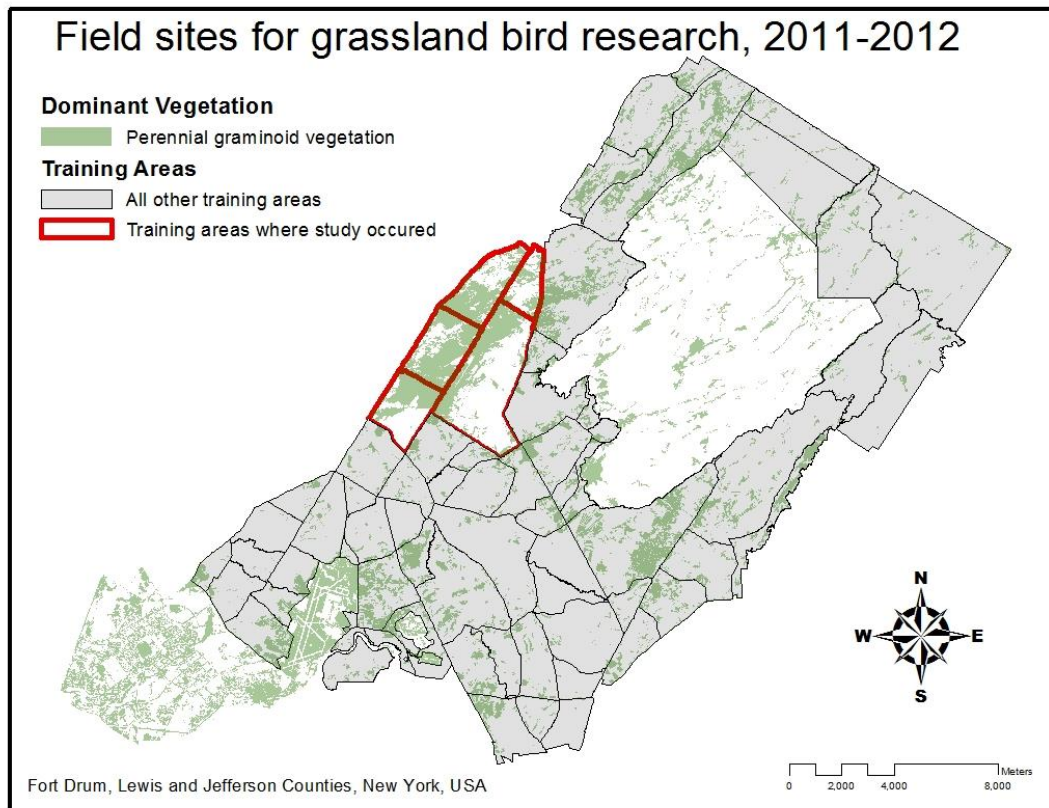 Field sites for grassland bird research, 2011-2012
Dominant Vegetation
Perennial graminoid vegetation
Training Areas
All other training areas
Training areas where study occured
N
W E
S
Meters
0 2,000 4,000 8,000
Fort Drum, Lewis and Jefferson Counties, New York, USA